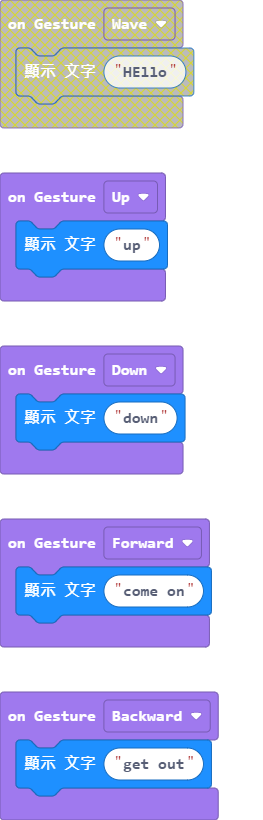 on Gesture Wave
顯示 文字 "HEllo"
on Gesture Up
顯示 文字 "up"
on Gesture Down
顯示 文字 "down"
on Gesture Forward
顯示 文字 "come on"
on Gesture Backward
顯示 文字 "get out"